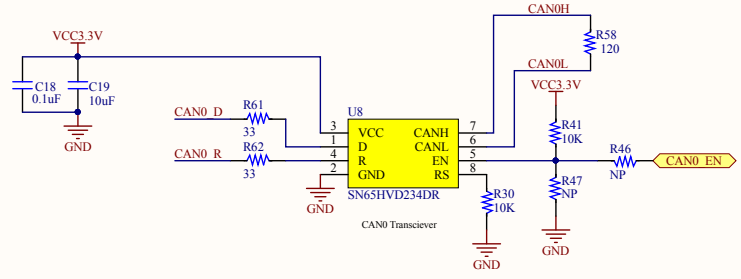 CAN0H
VCC3.3V
R58
120
C18
0.1uF
C19
10uF
CAN0L
VCC3.3V
CAN0_D
R61
33
U8
R41
10K
GND
3
VCC
CANH
7
1
D
CANL
6
CAN0_R
R62
33
4
R
EN
5
R46
NP
CAN0_EN
2
GND
RS
8
R47
NP
SN65HVD234DR
R30
10K
GND
CAN0 Transciever
GND
GND